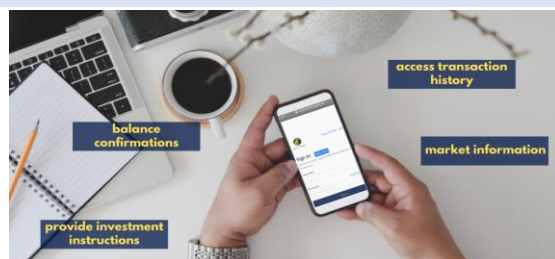 access transaction
history
balance
confirmations
market information
Sign in
provide investment
instructions